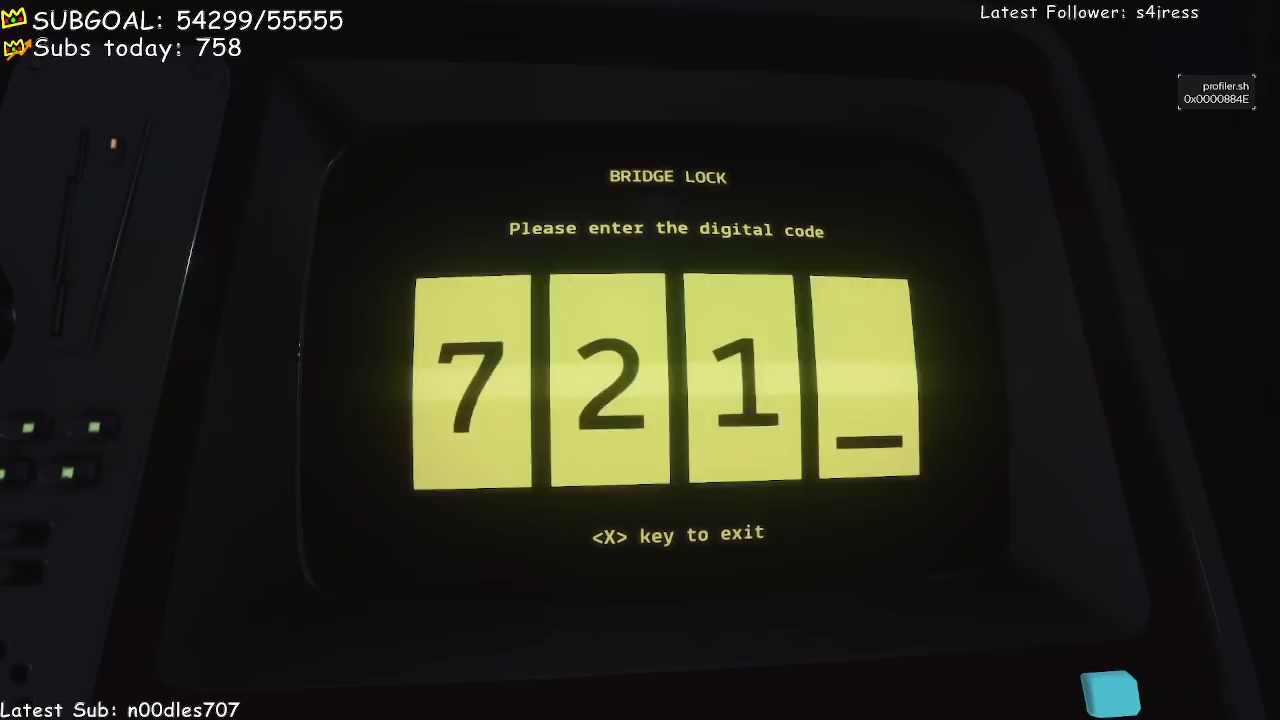 SUBGOAL: 54299/55555
Subs today: 758
Latest Follower: s4iress
profiler.sh
0x0000884E
BRIDGE LOCK
Please enter the digital code
7 2 1 _
<X> key to exit
Latest Sub: n00dles707